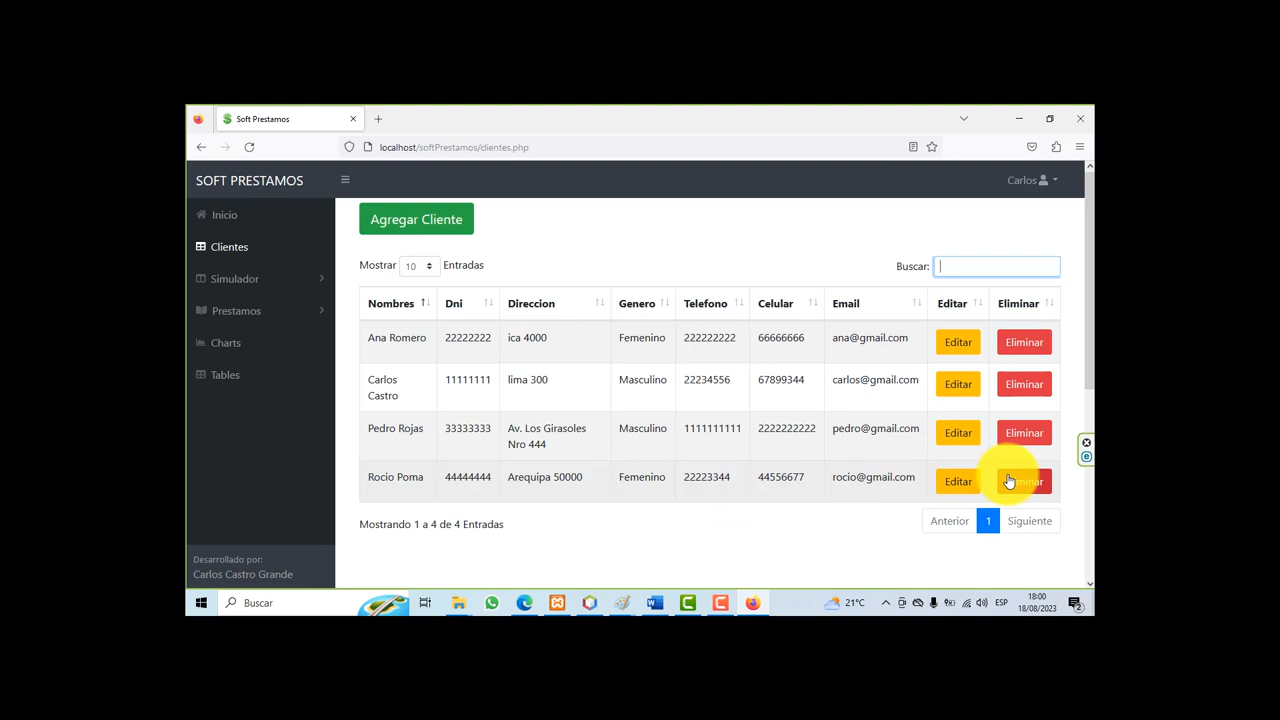 Soft Prestamos
localhost/softPrestamos/clientes.php
SOFT PRESTAMOS
Carlos
Inicio
Clientes
Simulador
Prestamos
Charts
Tables
Desarrollado por:
Carlos Castro Grande
Agregar Cliente
Mostrar 10 Entradas
Buscar:
Nombres Dni Direccion Genero Telefono Celular Email Editar Eliminar
Ana Romero 22222222 ica 4000 Femenino 222222222 66666666 ana@gmail.com Editar Eliminar
Carlos Castro 11111111 lima 300 Masculino 22234556 67899344 carlos@gmail.com Editar Eliminar
Pedro Rojas 33333333 Av. Los Girasoles Nro 444 Masculino 1111111111 2222222222 pedro@gmail.com Editar Eliminar
Rocio Poma 44444444 Arequipa 50000 Femenino 22223344 44556677 rocio@gmail.com Editar Eliminar
Mostrando 1 a 4 de 4 Entradas
Anterior 1 Siguiente
Buscar
21°C
ESP
18:00
18/08/2023
2